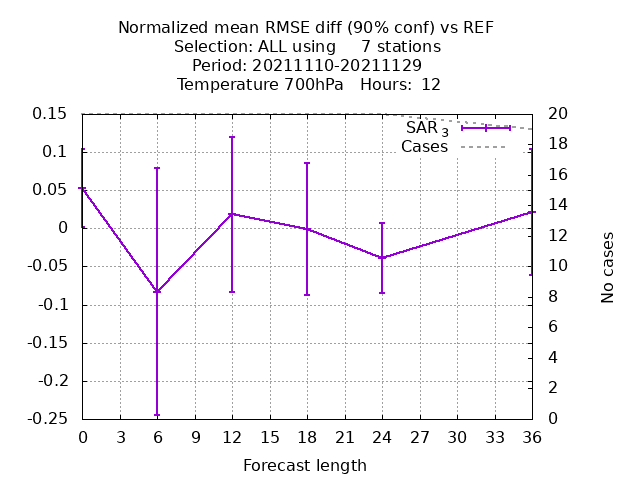 Normalized mean RMSE diff (90% conf) vs REF
Selection: ALL using     7 stations
Period: 20211110-20211129
Temperature 700hPa   Hours:  12
SAR 3
Cases
0.15
0.1
0.05
0
-0.05
-0.1
-0.15
-0.2
-0.25
20
18
16
14
12
10
8
6
4
2
0
No cases
0 3 6 9 12 15 18 21 24 27 30 33 36
Forecast length